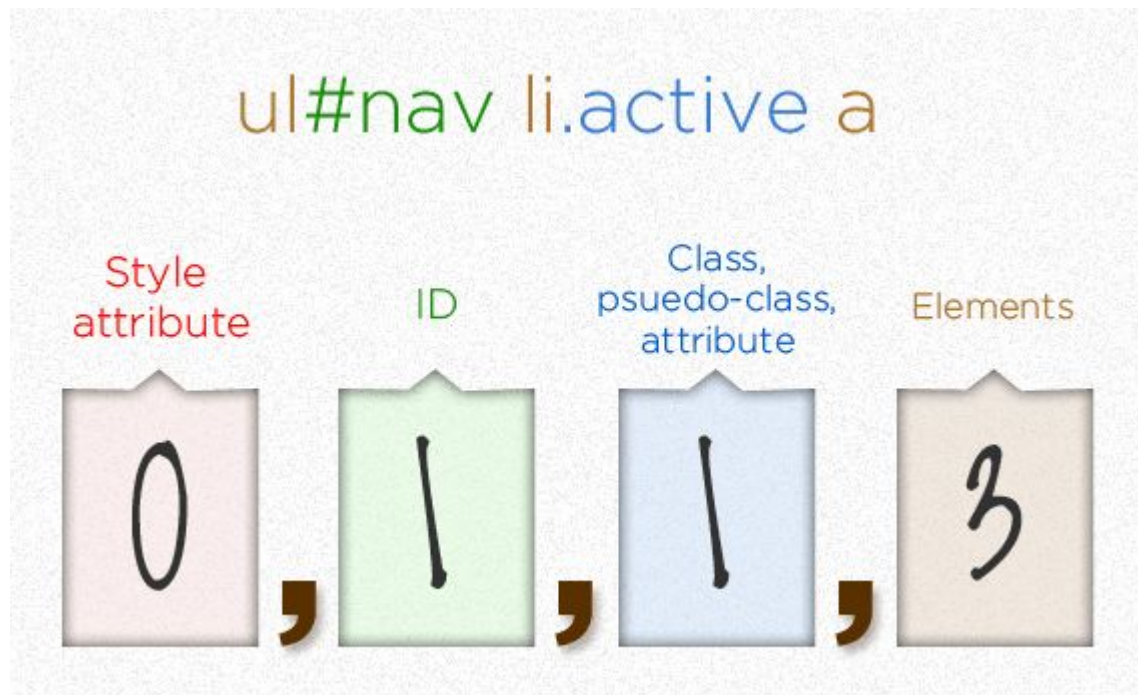 ul#nav li.active a
Style
attribute
ID
Class,
psuedo-class,
attribute
Elements
0 , 1 , 1 , 3